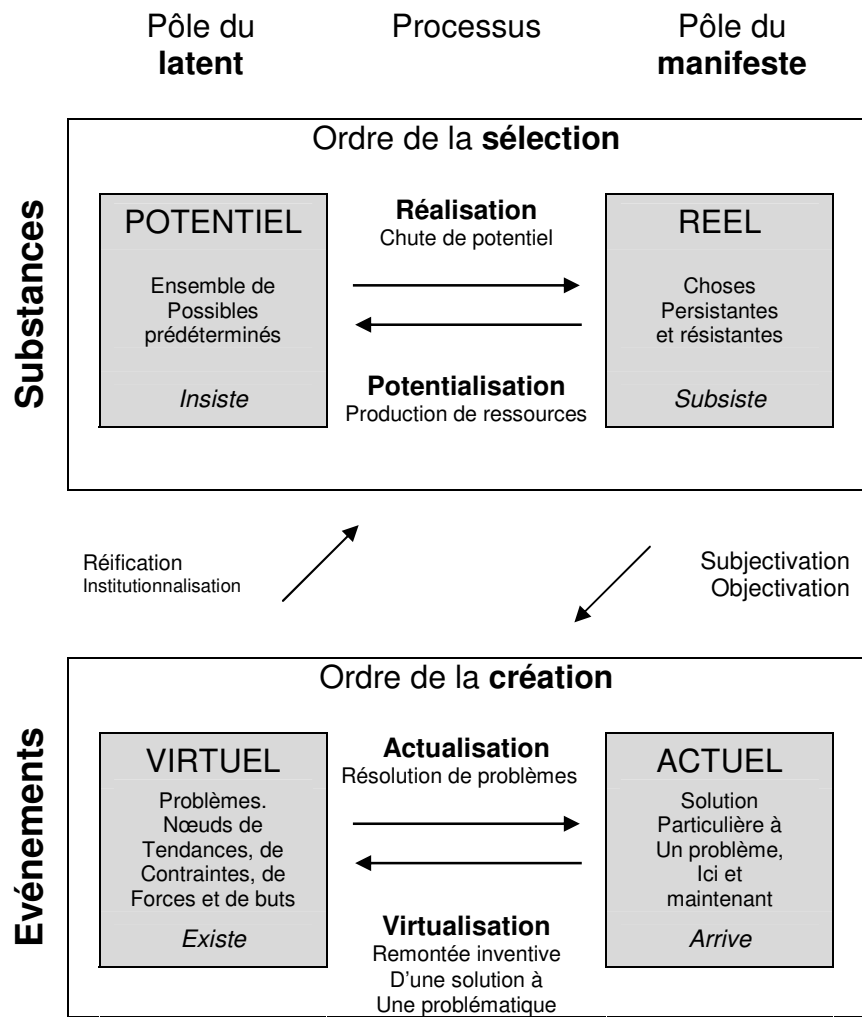 Pôle du
latent
Processus
Pôle du
manifeste
Substances
Ordre de la sélection
POTENTIEL
Ensemble de
Possibles
prédéterminés
Insiste
Réalisation
Chute de potentiel
Potentialisation
Production de ressources
REEL
Choses
Persistantes
et résistantes
Subsiste
Réification
Institutionnalisation
Subjectivation
Objectivation
Evénements
Ordre de la création
VIRTUEL
Problèmes.
Nœuds de
Tendances, de
Contraintes, de
Forces et de buts
Existe
Actualisation
Résolution de problèmes
Virtualisation
Remontée inventive
D'une solution à
Une problématique
ACTUEL
Solution
Particulière à
Un problème,
Ici et
maintenant
Arrive